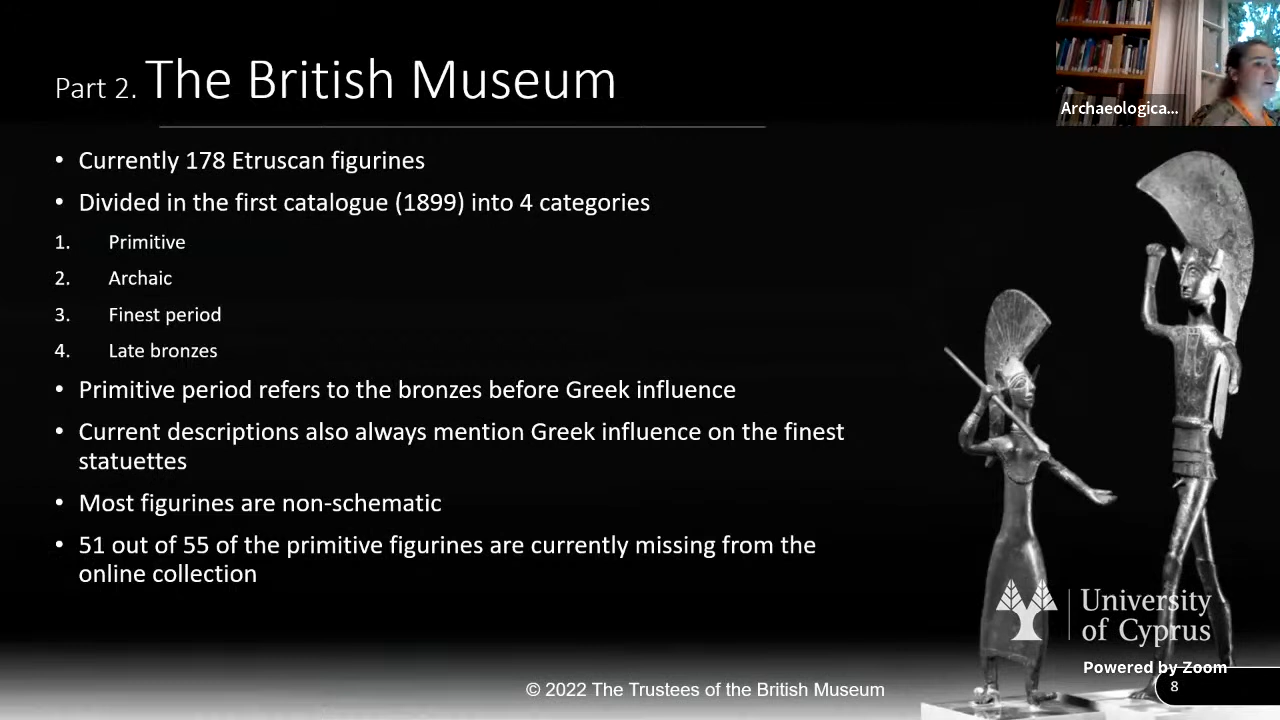 Part 2. The British Museum
Archaeologica...
• Currently 178 Etruscan figurines
• Divided in the first catalogue (1899) into 4 categories
1. Primitive
2. Archaic
3. Finest period
4. Late bronzes
• Primitive period refers to the bronzes before Greek influence
• Current descriptions also always mention Greek influence on the finest
statuettes
• Most figurines are non-schematic
• 51 out of 55 of the primitive figurines are currently missing from the
online collection
University
of Cyprus
Powered by Zoom
© 2022 The Trustees of the British Museum
8